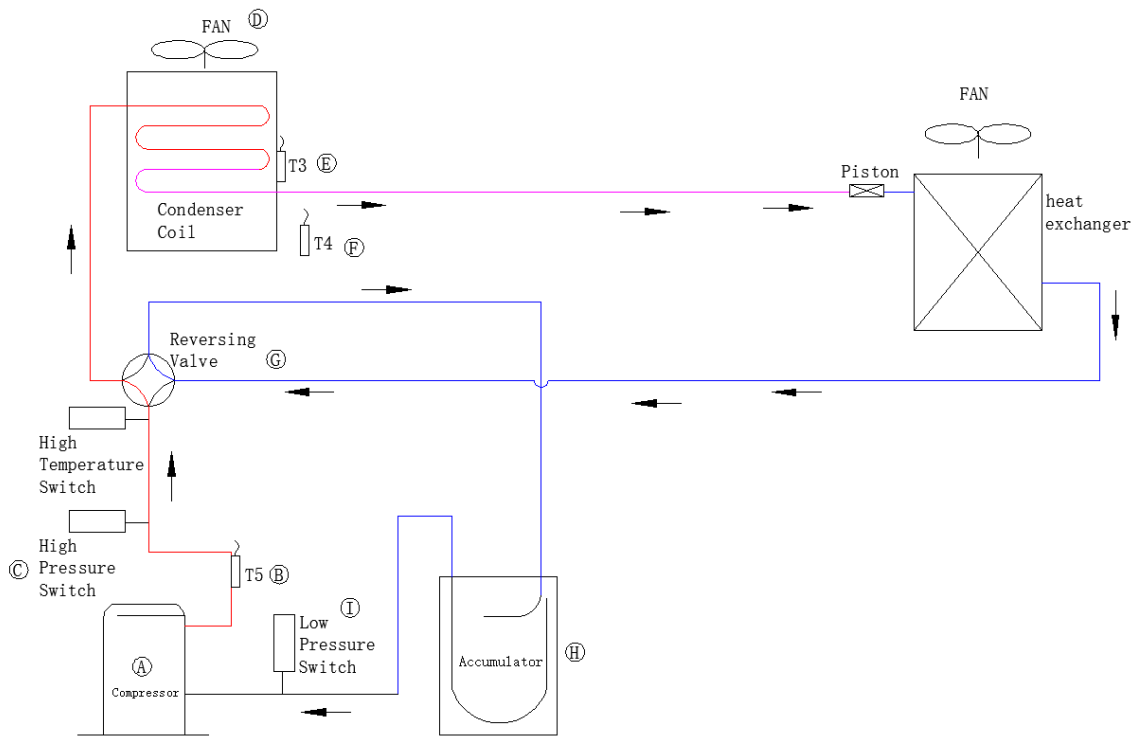 FAN Ⓓ
FAN
T3 Ⓔ
Piston
Condenser
Coil
heat
exchanger
T4 Ⓕ
Reversing
Valve Ⓖ
High
Temperature
Switch
High
Ⓒ Pressure
Switch
T5 Ⓑ
Ⓘ
Low
Pressure
Switch
Accumulator Ⓗ
Ⓐ
Compressor